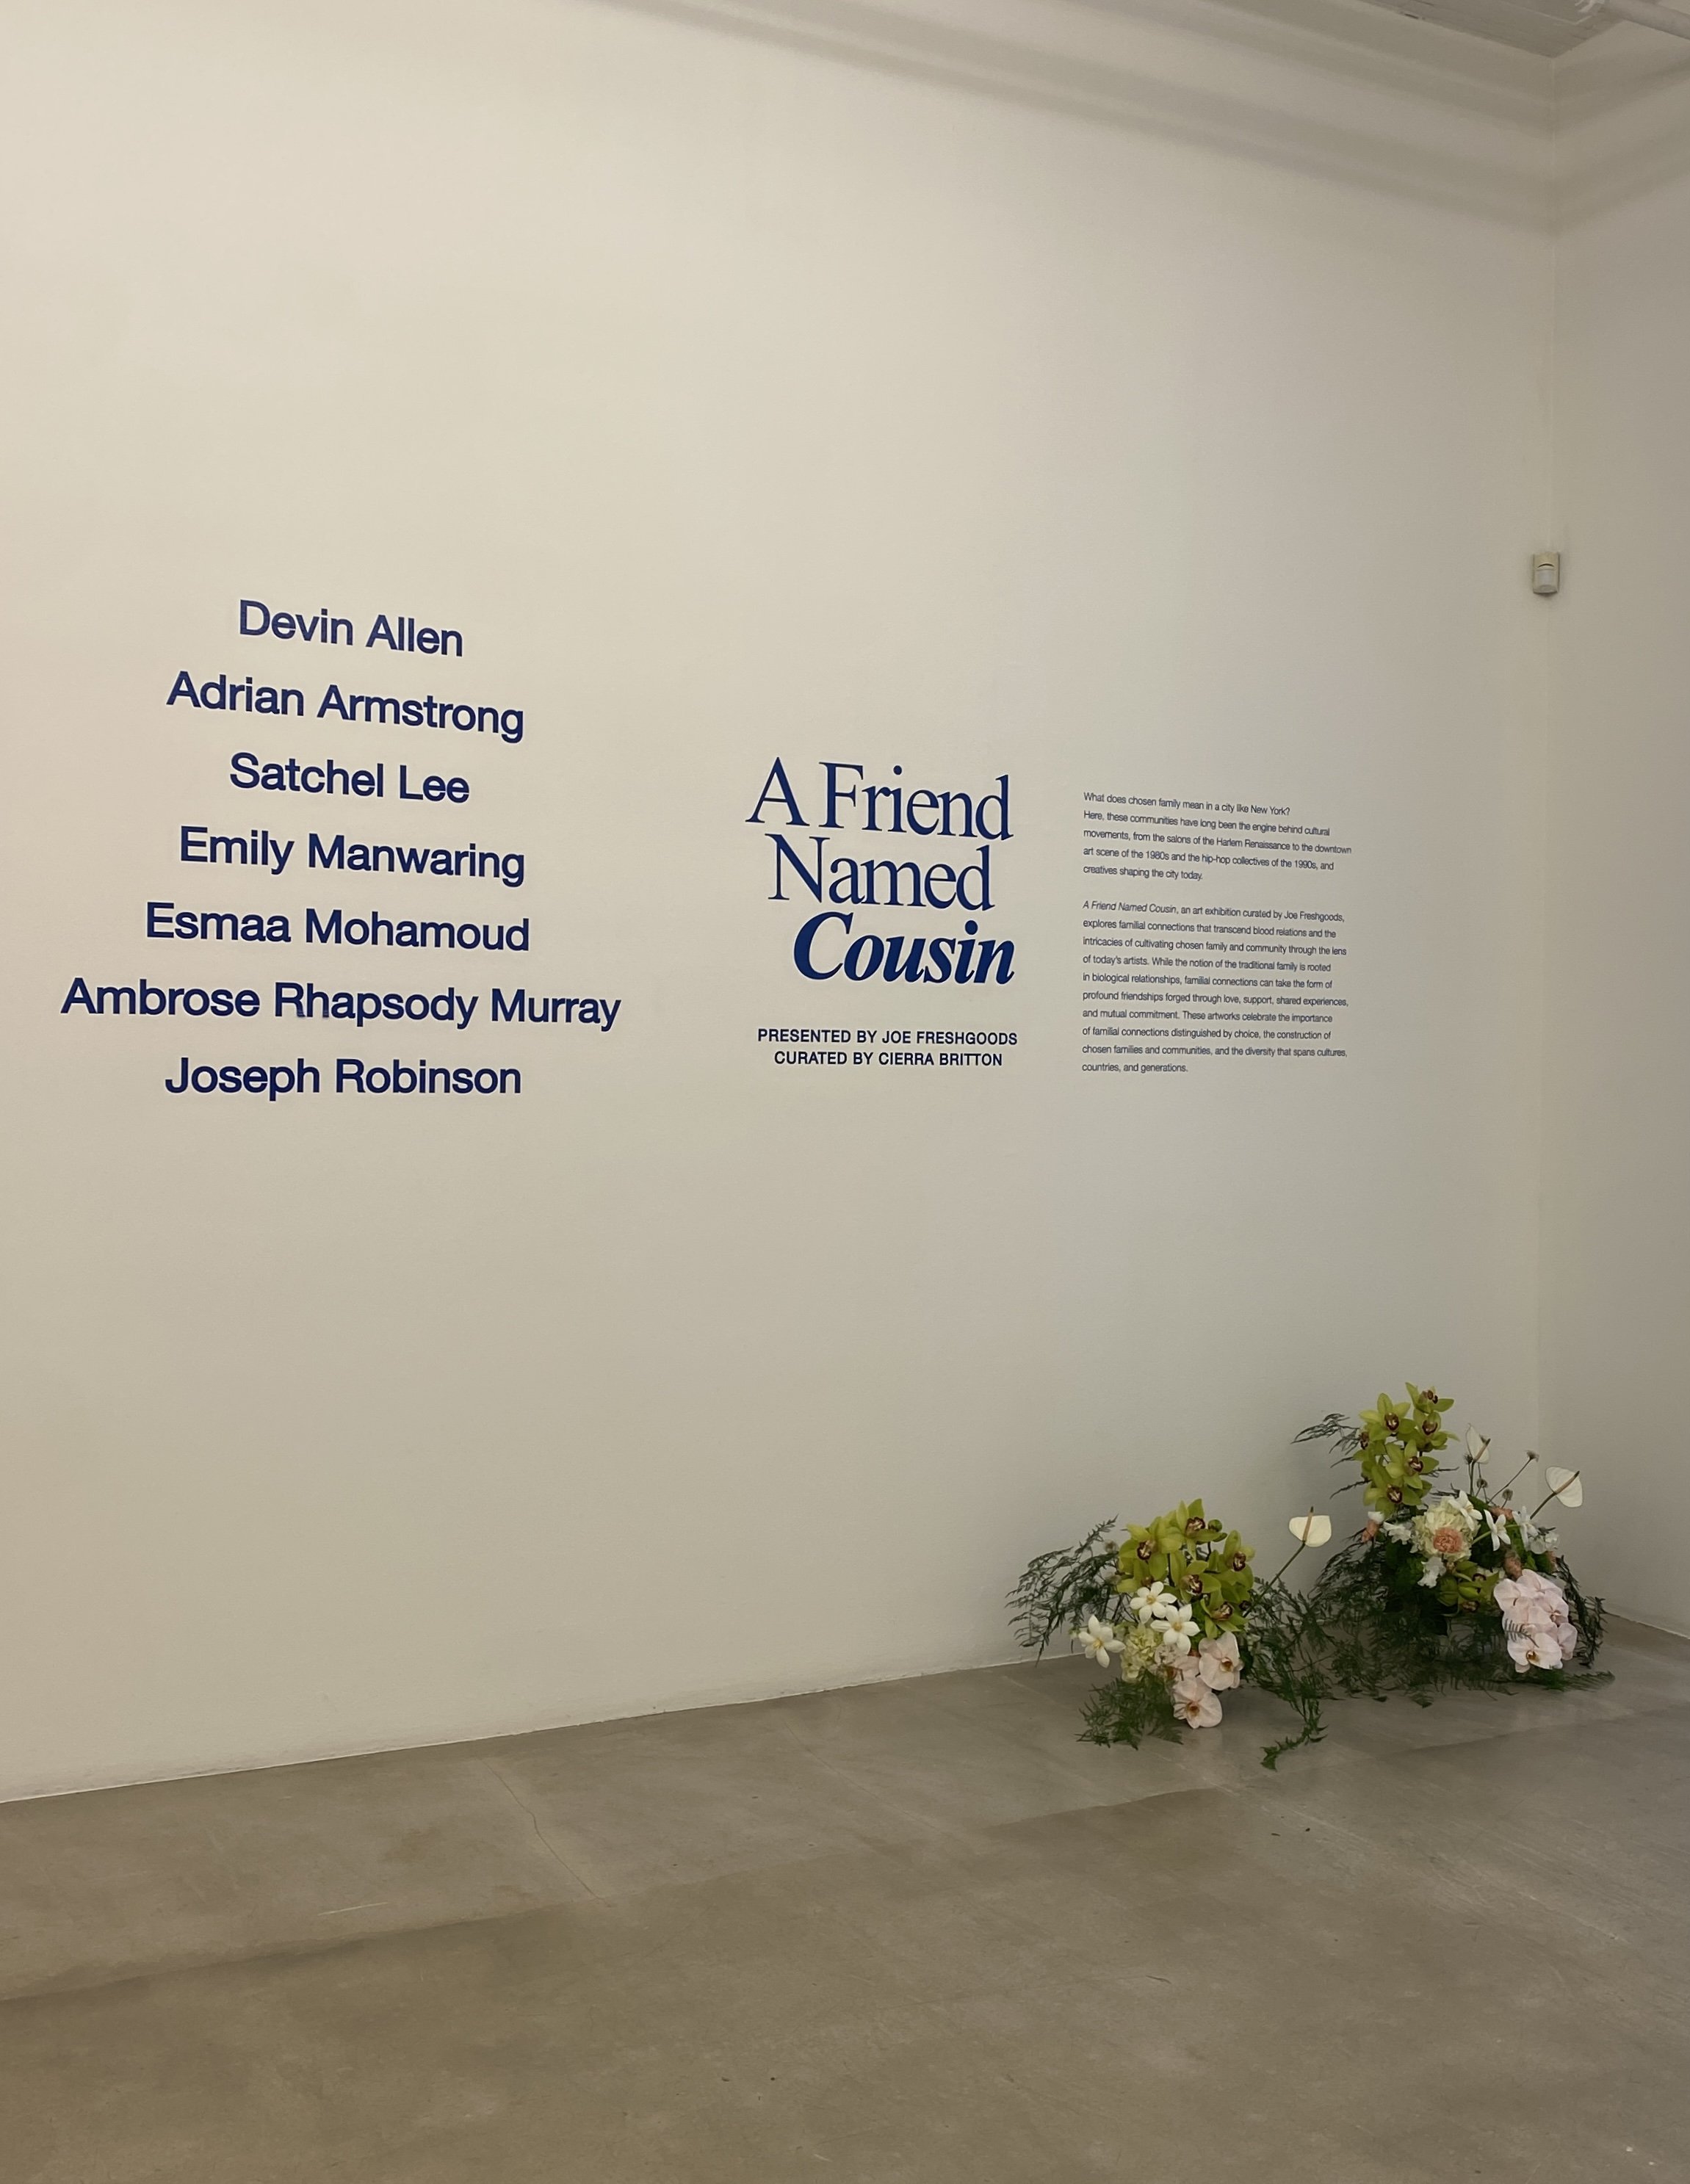 Devin Allen
Adrian Armstrong
Satchel Lee
Emily Manwaring
Esmaa Mohamoud
Ambrose Rhapsody Murray
Joseph Robinson
A Friend
Named
Cousin
PRESENTED BY JOE FRESHGOODS
CURATED BY CIERRA BRITTON
What does chosen family mean in a city like New York?
Here, these communities have long been the engine behind cultural
movements, from the salons of the Harlem Renaissance to the downtown
art scene of the 1980s and the hip-hop collectives of the 1990s, and
creatives shaping the city today.
A Friend Named Cousin, an art exhibition curated by Joe Freshgoods,
explores familial connections that transcend blood relations and the
intricacies of cultivating chosen family and community through the lens
of today's artists. While the notion of the traditional family is rooted
in biological relationships, familial connections can take the form of
profound friendships forged through love, support, shared experiences,
and mutual commitment. These artworks celebrate the importance
of familial connections distinguished by choice, the construction of
chosen families and communities, and the diversity that spans cultures,
countries, and generations.